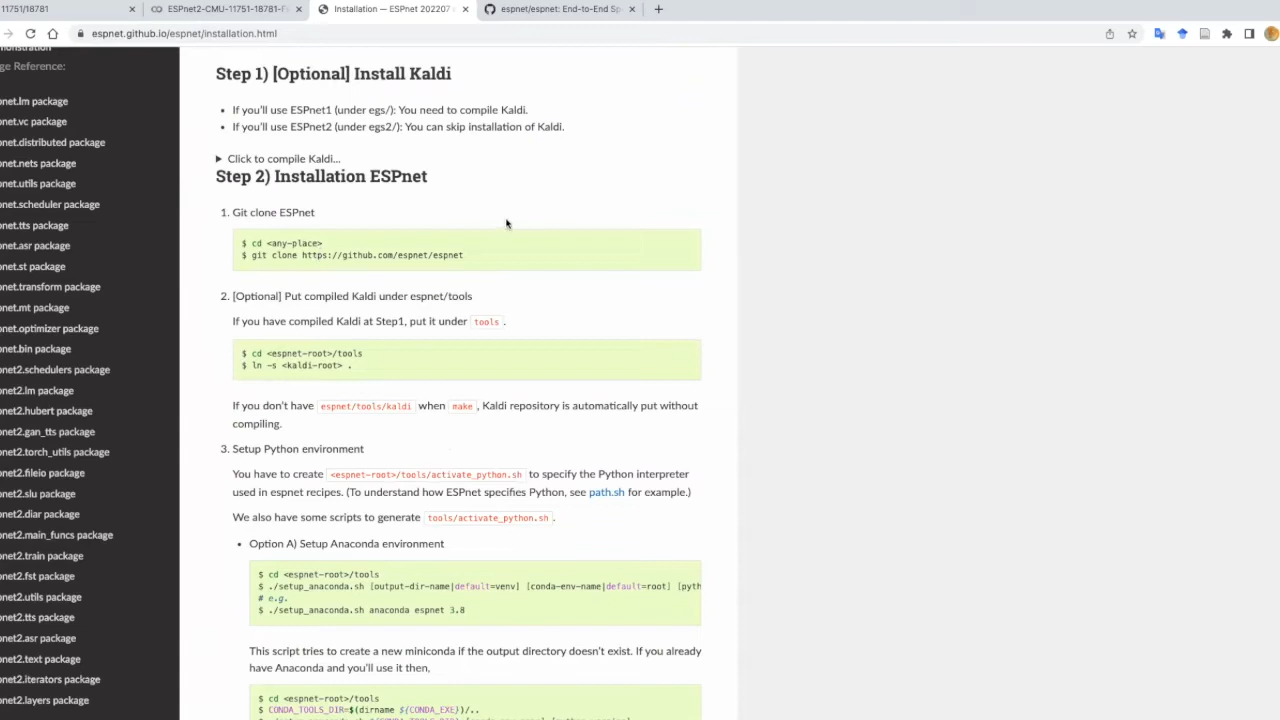 11751/18781
ESPnet2-CMU-11751-18781-F
Installation — ESPnet 202207
espnet/espnet: End-to-End Sp
espnet.github.io/espnet/installation.html
nonstration
ge Reference:
pnet.lm package
pnet.vc package
pnet.distributed package
pnet.nets package
pnet.utils package
pnet.scheduler package
pnet.tts package
pnet.asr package
pnet.st package
pnet.transform package
pnet.mt package
pnet.optimizer package
pnet.bin package
pnet2.schedulers package
pnet2.lm package
pnet2.hubert package
pnet2.gan_tts package
pnet2.torch_utils package
pnet2.fileio package
pnet2.slu package
pnet2.diar package
pnet2.main_funcs package
pnet2.train package
pnet2.fst package
pnet2.utils package
pnet2.tts package
pnet2.asr package
pnet2.text package
pnet2.iterators package
pnet2.layers package
Step 1) [Optional] Install Kaldi
• If you'll use ESPnet1 (under egs/): You need to compile Kaldi.
• If you'll use ESPnet2 (under egs2/): You can skip installation of Kaldi.
▶ Click to compile Kaldi...
Step 2) Installation ESPnet
1. Git clone ESPnet
$ cd <any-place>
$ git clone https://github.com/espnet/espnet
2. [Optional] Put compiled Kaldi under espnet/tools
If you have compiled Kaldi at Step1, put it under tools .
$ cd <espnet-root>/tools
$ ln -s <kaldi-root> .
If you don't have espnet/tools/kaldi when make , Kaldi repository is automatically put without
compiling.
3. Setup Python environment
You have to create <espnet-root>/tools/activate_python.sh to specify the Python interpreter
used in espnet recipes. (To understand how ESPnet specifies Python, see path.sh for example.)
We also have some scripts to generate tools/activate_python.sh .
• Option A) Setup Anaconda environment
$ cd <espnet-root>/tools
$ ./setup_anaconda.sh [output-dir-name|default=venv] [conda-env-name|default=root] [pyth
# e.g.
$ ./setup_anaconda.sh anaconda espnet 3.8
This script tries to create a new miniconda if the output directory doesn't exist. If you already
have Anaconda and you'll use it then,
$ cd <espnet-root>/tools
$ CONDA_TOOLS_DIR=$(dirname ${CONDA_EXE})/..